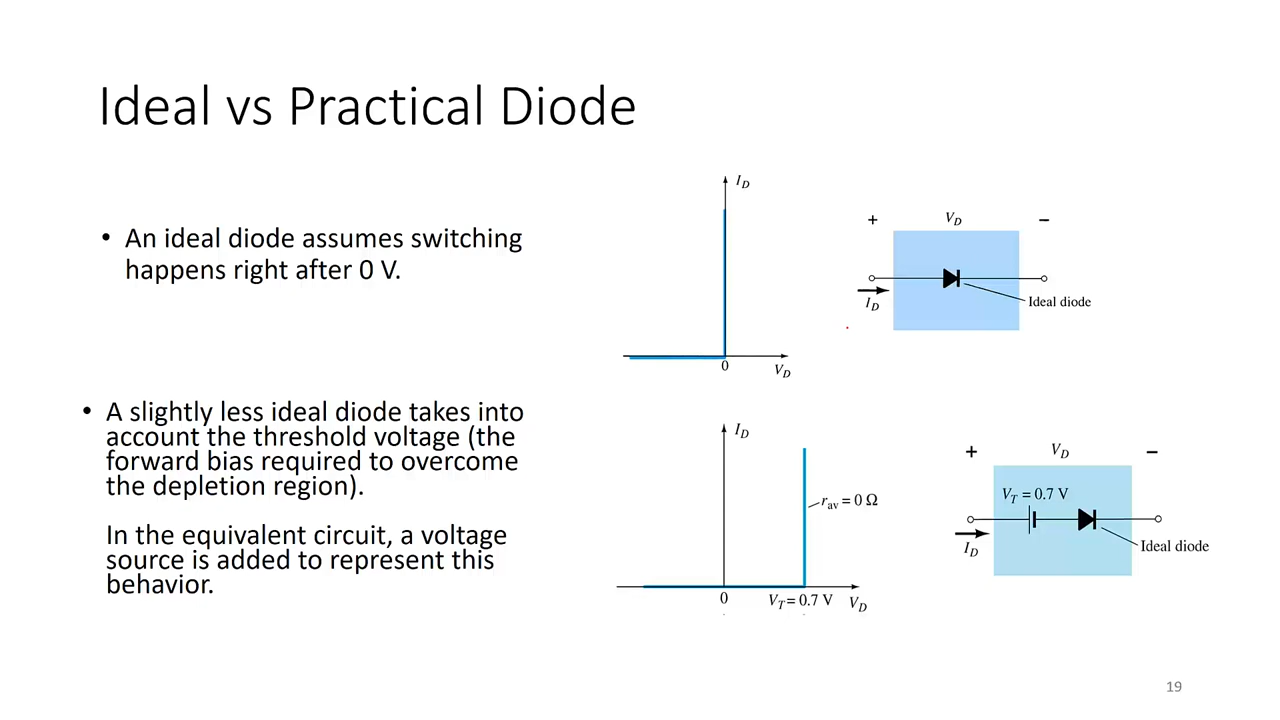 Ideal vs Practical Diode
• An ideal diode assumes switching
happens right after 0 V.
I_D
0
V_D
+ V_D −
I_D
Ideal diode
• A slightly less ideal diode takes into
account the threshold voltage (the
forward bias required to overcome
the depletion region).
In the equivalent circuit, a voltage
source is added to represent this
behavior.
I_D
r_av = 0 Ω
0
V_T = 0.7 V
V_D
+ V_D −
V_T = 0.7 V
I_D
Ideal diode
19